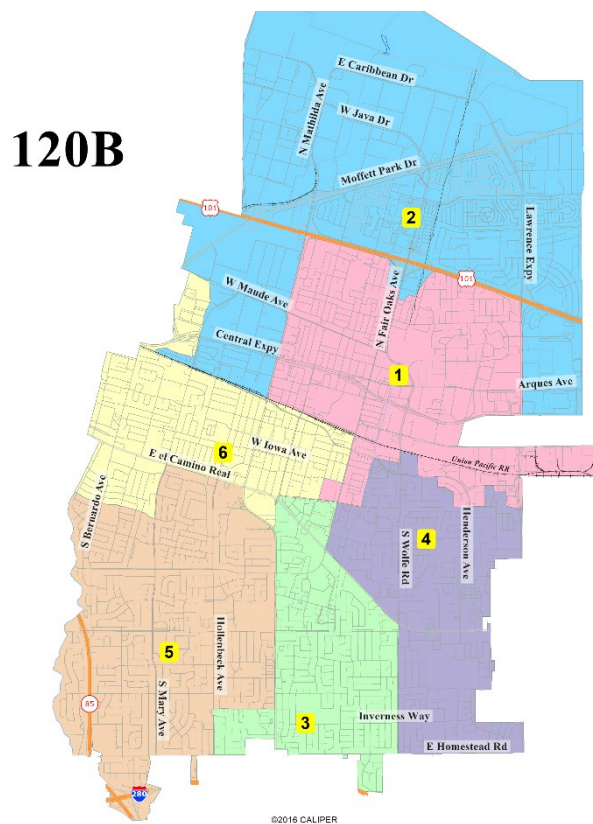 E Caribbean Dr
N Mathilda Ave
W Java Dr
120B
Moffett Park Dr
101
2
Lawrence Expy
101
W Maude Ave
N Fair Oaks Ave
Central Expy
1
Arques Ave
W Iowa Ave
6
E el Camino Real
Union Pacific RR
S Bernardo Ave
Henderson Ave
4
S Wolfe Rd
Hollenbeck Ave
5
S Mary Ave
85
3
Inverness Way
E Homestead Rd
280
©2016 CALIPER